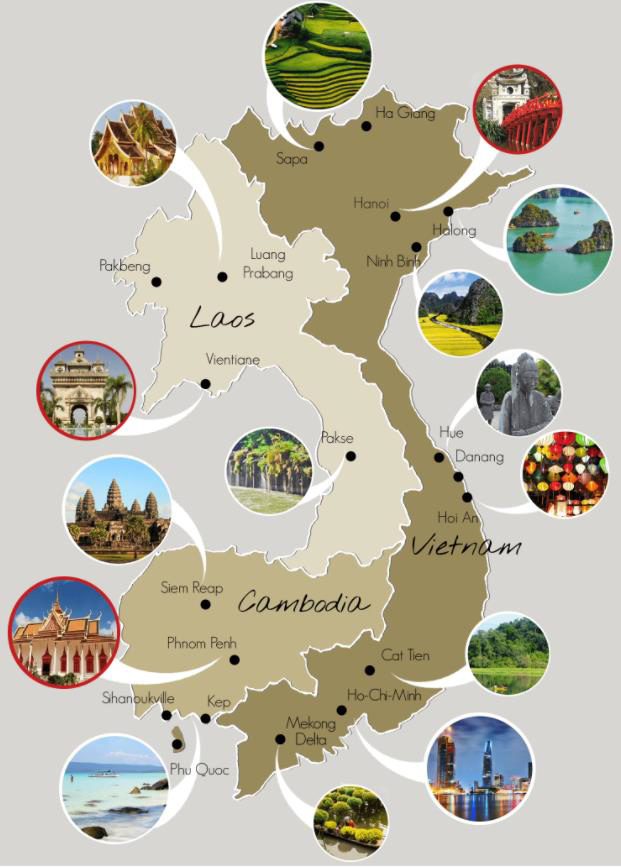 Ha Giang
Sapa
Hanoi
Halong
Ninh Binh
Luang
Prabang
Pakbeng
Laos
Vientiane
Hue
Pakse
Danang
Hoi An
Vietnam
Siem Reap
Cambodia
Phnom Penh
Cat Tien
Sihanoukville
Kep
Ho-Chi-Minh
Mekong
Delta
Phu Quoc